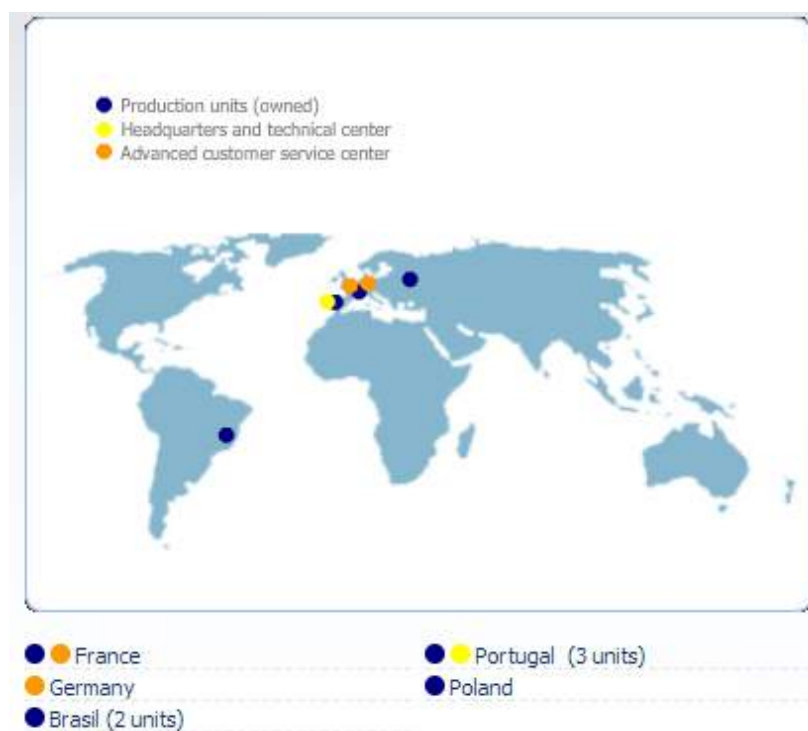 Production units (owned)
Headquarters and technical center
Advanced customer service center
France
Portugal (3 units)
Germany
Poland
Brasil (2 units)